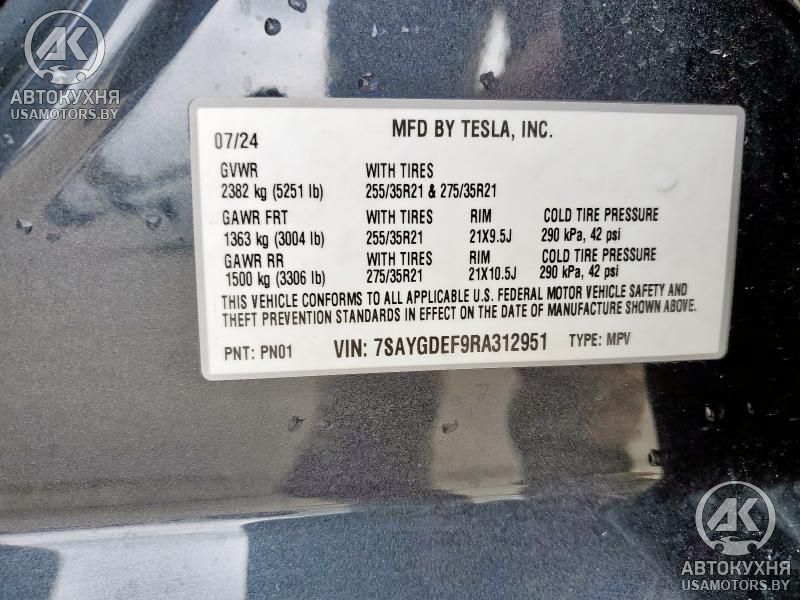 АК
АВТОКУХНЯ
USAMOTORS.BY
07/24 MFD BY TESLA, INC.
GVWR WITH TIRES
2382 kg (5251 lb) 255/35R21 & 275/35R21
GAWR FRT WITH TIRES RIM COLD TIRE PRESSURE
1363 kg (3004 lb) 255/35R21 21X9.5J 290 kPa, 42 psi
GAWR RR WITH TIRES RIM COLD TIRE PRESSURE
1500 kg (3306 lb) 275/35R21 21X10.5J 290 kPa, 42 psi
THIS VEHICLE CONFORMS TO ALL APPLICABLE U.S. FEDERAL MOTOR VEHICLE SAFETY AND
THEFT PREVENTION STANDARDS IN EFFECT ON THE DATE OF MANUFACTURE SHOWN ABOVE.
PNT: PN01 VIN: 7SAYGDEF9RA312951 TYPE: MPV
АК
АВТОКУХНЯ
USAMOTORS.BY